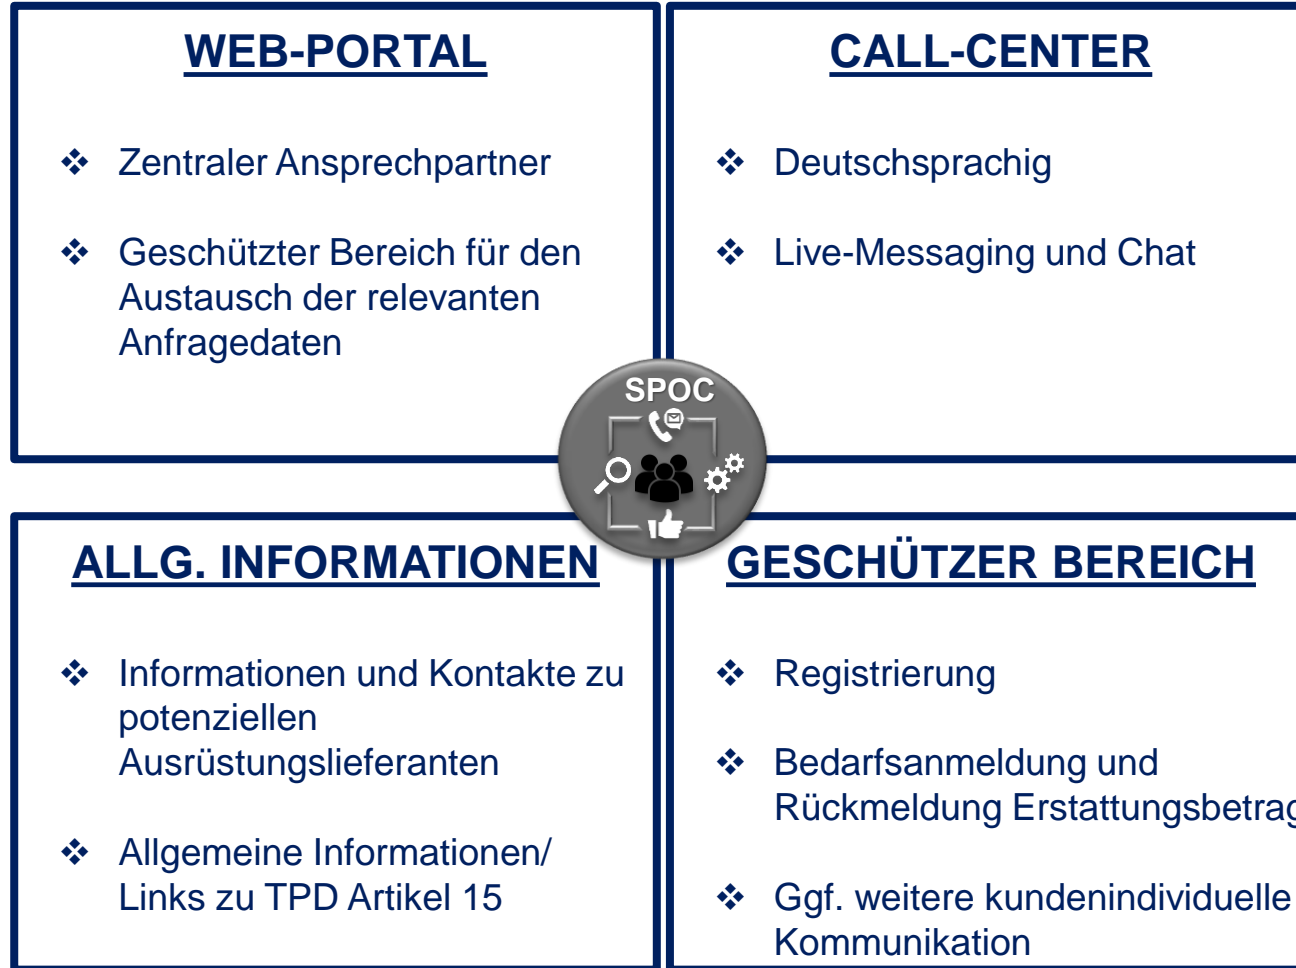 WEB-PORTAL
❖ Zentraler Ansprechpartner
❖ Geschützter Bereich für den
Austausch der relevanten
Anfragedaten
CALL-CENTER
❖ Deutschsprachig
❖ Live-Messaging und Chat
SPOC
ALLG. INFORMATIONEN
❖ Informationen und Kontakte zu
potenziellen
Ausrüstungslieferanten
❖ Allgemeine Informationen/
Links zu TPD Artikel 15
GESCHÜTZER BEREICH
❖ Registrierung
❖ Bedarfsanmeldung und
Rückmeldung Erstattungsbetrag
❖ Ggf. weitere kundenindividuelle
Kommunikation